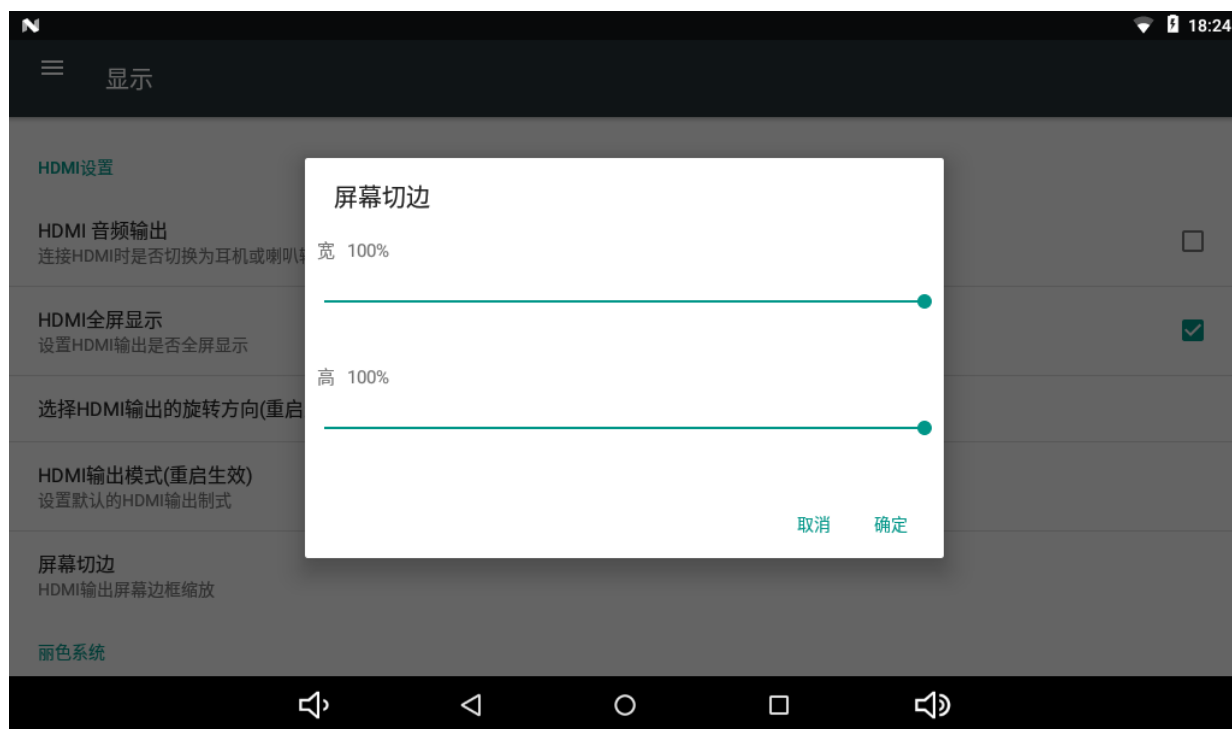 18:24
显示
HDMI设置
HDMI 音频输出
连接HDMI时是否切换为耳机或喇叭
HDMI全屏显示
设置HDMI输出是否全屏显示
选择HDMI输出的旋转方向(重启
HDMI输出模式(重启生效)
设置默认的HDMI输出制式
屏幕切边
HDMI输出屏幕边框缩放
丽色系统
屏幕切边
宽 100%
高 100%
取消 确定